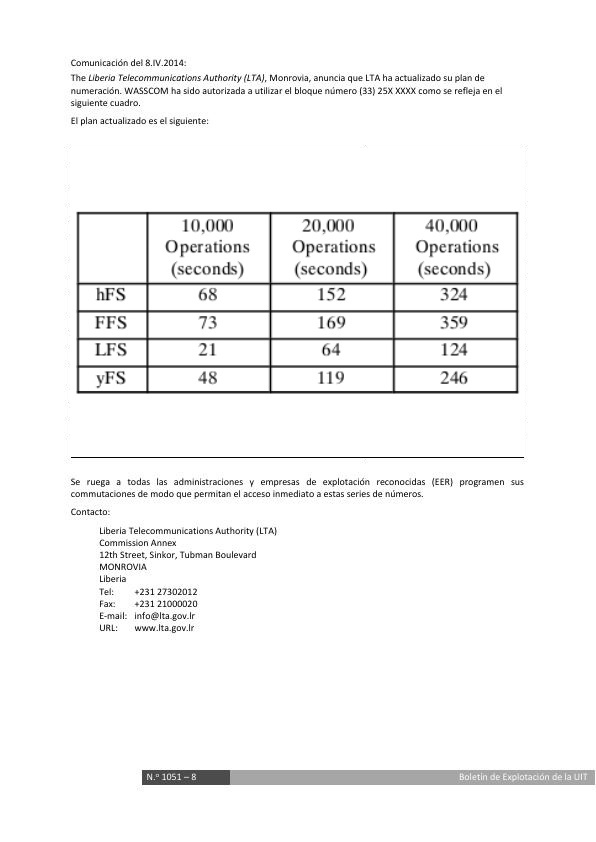 Comunicación del 8.IV.2014:
The Liberia Telecommunications Authority (LTA), Monrovia, anuncia que LTA ha actualizado su plan de
numeración. WASSCOM ha sido autorizada a utilizar el bloque número (33) 25X XXXX como se refleja en el
siguiente cuadro.
El plan actualizado es el siguiente:
10,000 20,000 40,000
Operations Operations Operations
(seconds) (seconds) (seconds)
hFS 68 152 324
FFS 73 169 359
LFS 21 64 124
yFS 48 119 246
Se ruega a todas las administraciones y empresas de explotación reconocidas (EER) programen sus
conmutaciones de modo que permitan el acceso inmediato a estas series de números.
Contacto:
Liberia Telecommunications Authority (LTA)
Commission Annex
12th Street, Sinkor, Tubman Boulevard
MONROVIA
Liberia
Tel: +231 27302012
Fax: +231 21000020
E-mail: info@lta.gov.lr
URL: www.lta.gov.lr
N.º 1051 – 8 Boletín de Explotación de la UIT